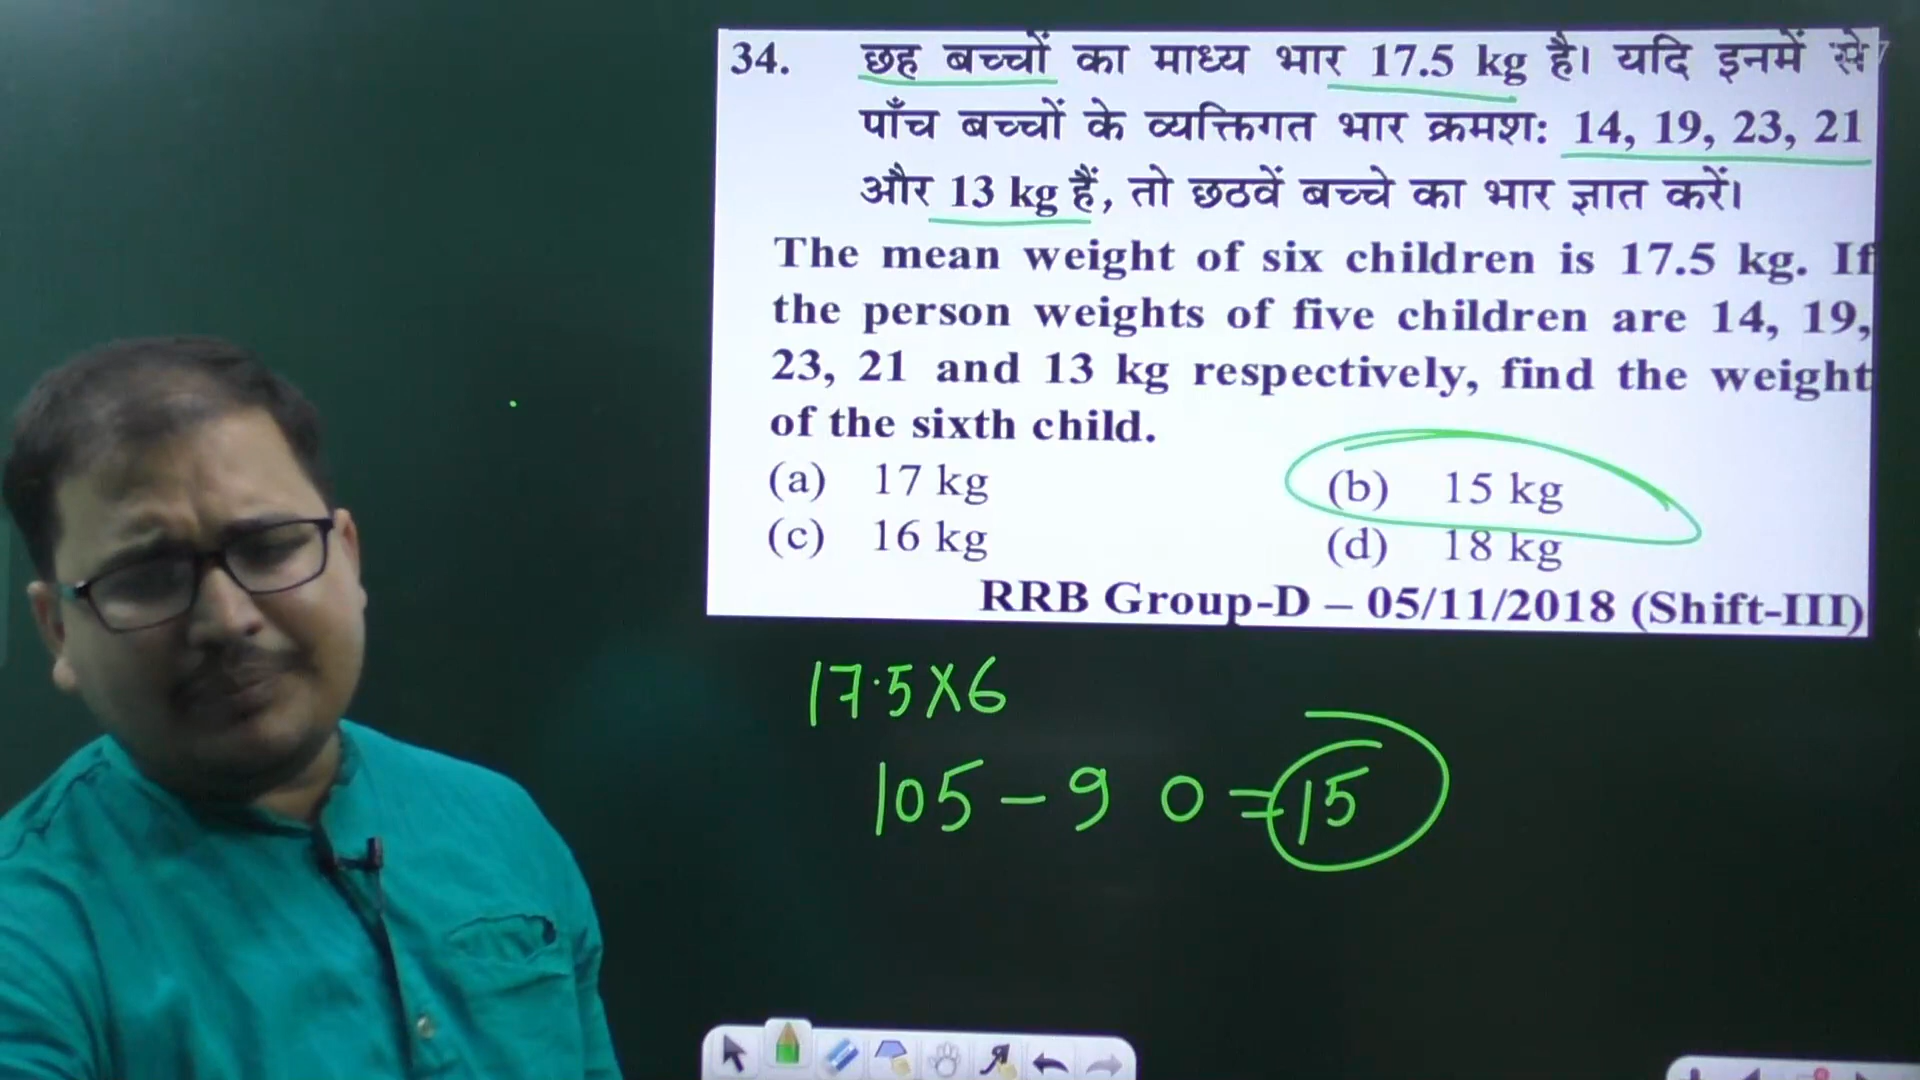 34. छह बच्चों का माध्य भार 17.5 kg है। यदि इनमें से
पाँच बच्चों के व्यक्तिगत भार क्रमश: 14, 19, 23, 21
और 13 kg हैं, तो छठवें बच्चे का भार ज्ञात करें।
The mean weight of six children is 17.5 kg. If
the person weights of five children are 14, 19,
23, 21 and 13 kg respectively, find the weight
of the sixth child.
(a) 17 kg (b) 15 kg
(c) 16 kg (d) 18 kg
RRB Group-D – 05/11/2018 (Shift-III)
17.5×6
105 – 90 = 15